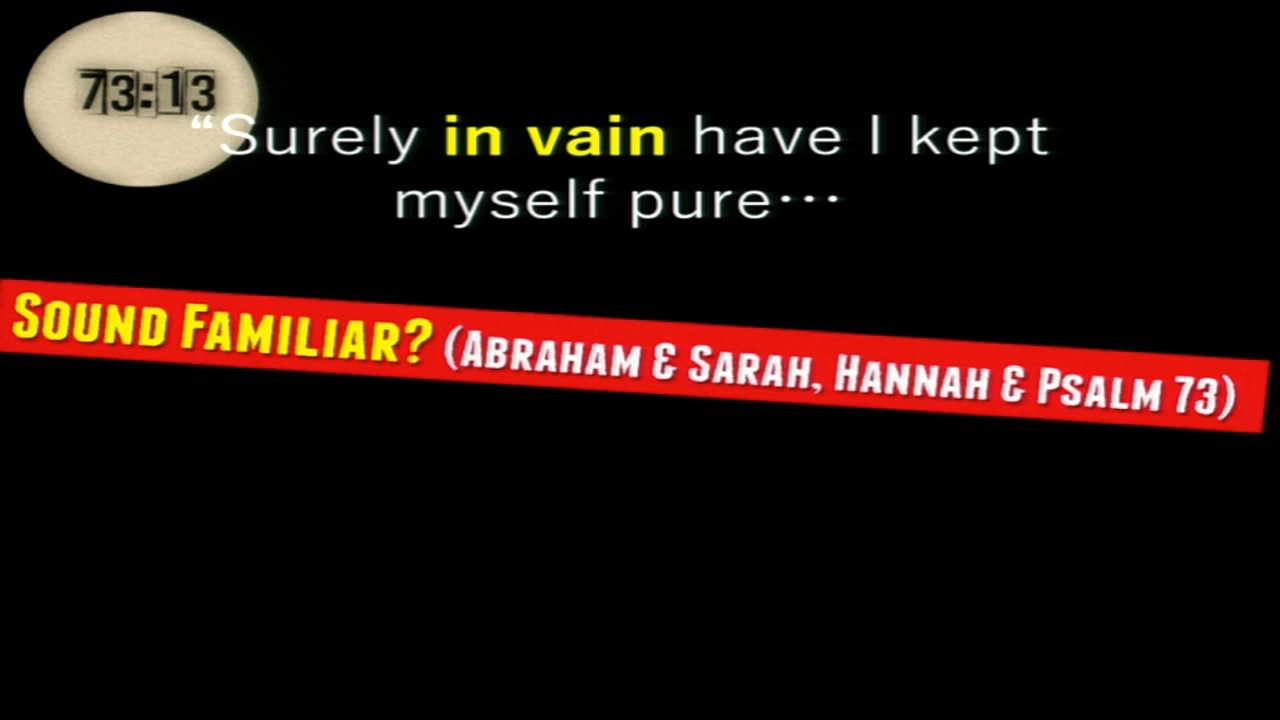 73:13
“Surely in vain have I kept
myself pure…
SOUND FAMILIAR? (ABRAHAM & SARAH, HANNAH & PSALM 73)